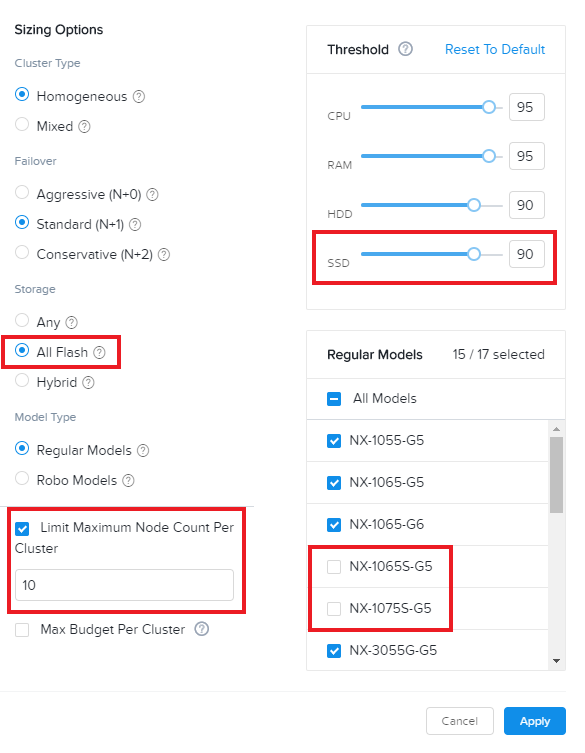 Sizing Options
Cluster Type
Homogeneous ?
Mixed ?
Failover
Aggressive (N+0) ?
Standard (N+1) ?
Conservative (N+2) ?
Storage
Any ?
All Flash ?
Hybrid ?
Model Type
Regular Models ?
Robo Models ?
Limit Maximum Node Count Per
Cluster
10
Max Budget Per Cluster ?
Threshold ? Reset To Default
CPU 95
RAM 95
HDD 90
SSD 90
Regular Models 15 / 17 selected
All Models
NX-1055-G5
NX-1065-G5
NX-1065-G6
NX-1065S-G5
NX-1075S-G5
NX-3055G-G5
Cancel Apply